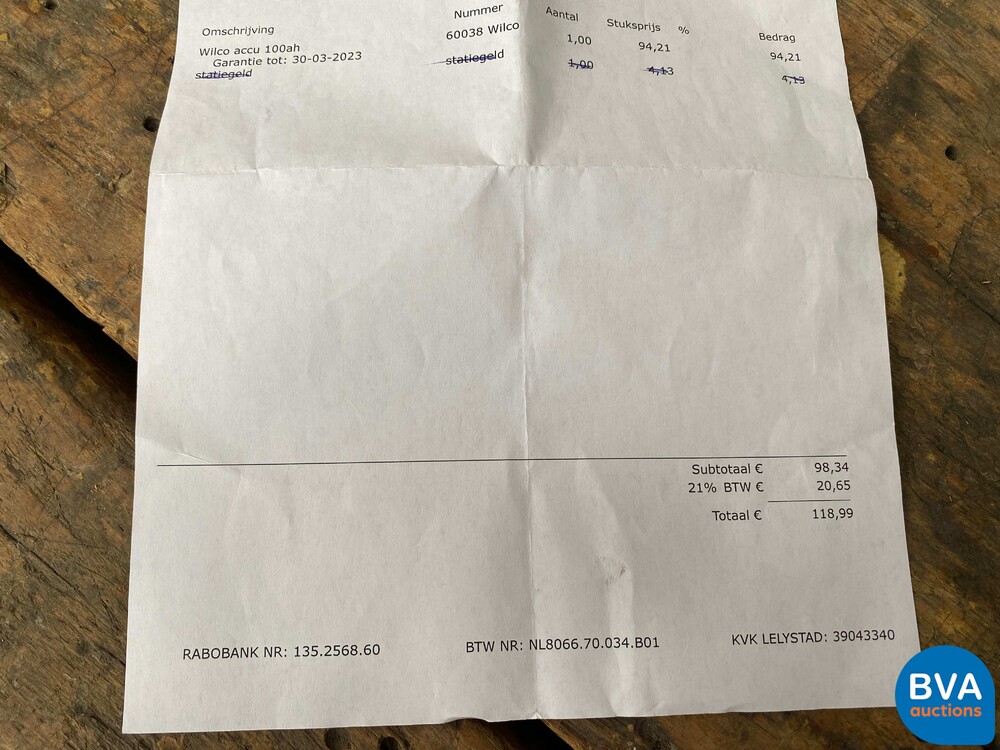 Omschrijving Nummer Aantal Stuksprijs % Bedrag
Wilco accu 100ah 60038 Wilco 1,00 94,21 94,21
Garantie tot: 30-03-2023
statiegeld statiegeld 1,00 4,13 4,13
Subtotaal € 98,34
21% BTW € 20,65
Totaal € 118,99
RABOBANK NR: 135.2568.60 BTW NR: NL8066.70.034.B01 KVK LELYSTAD: 39043340
BVA
auctions